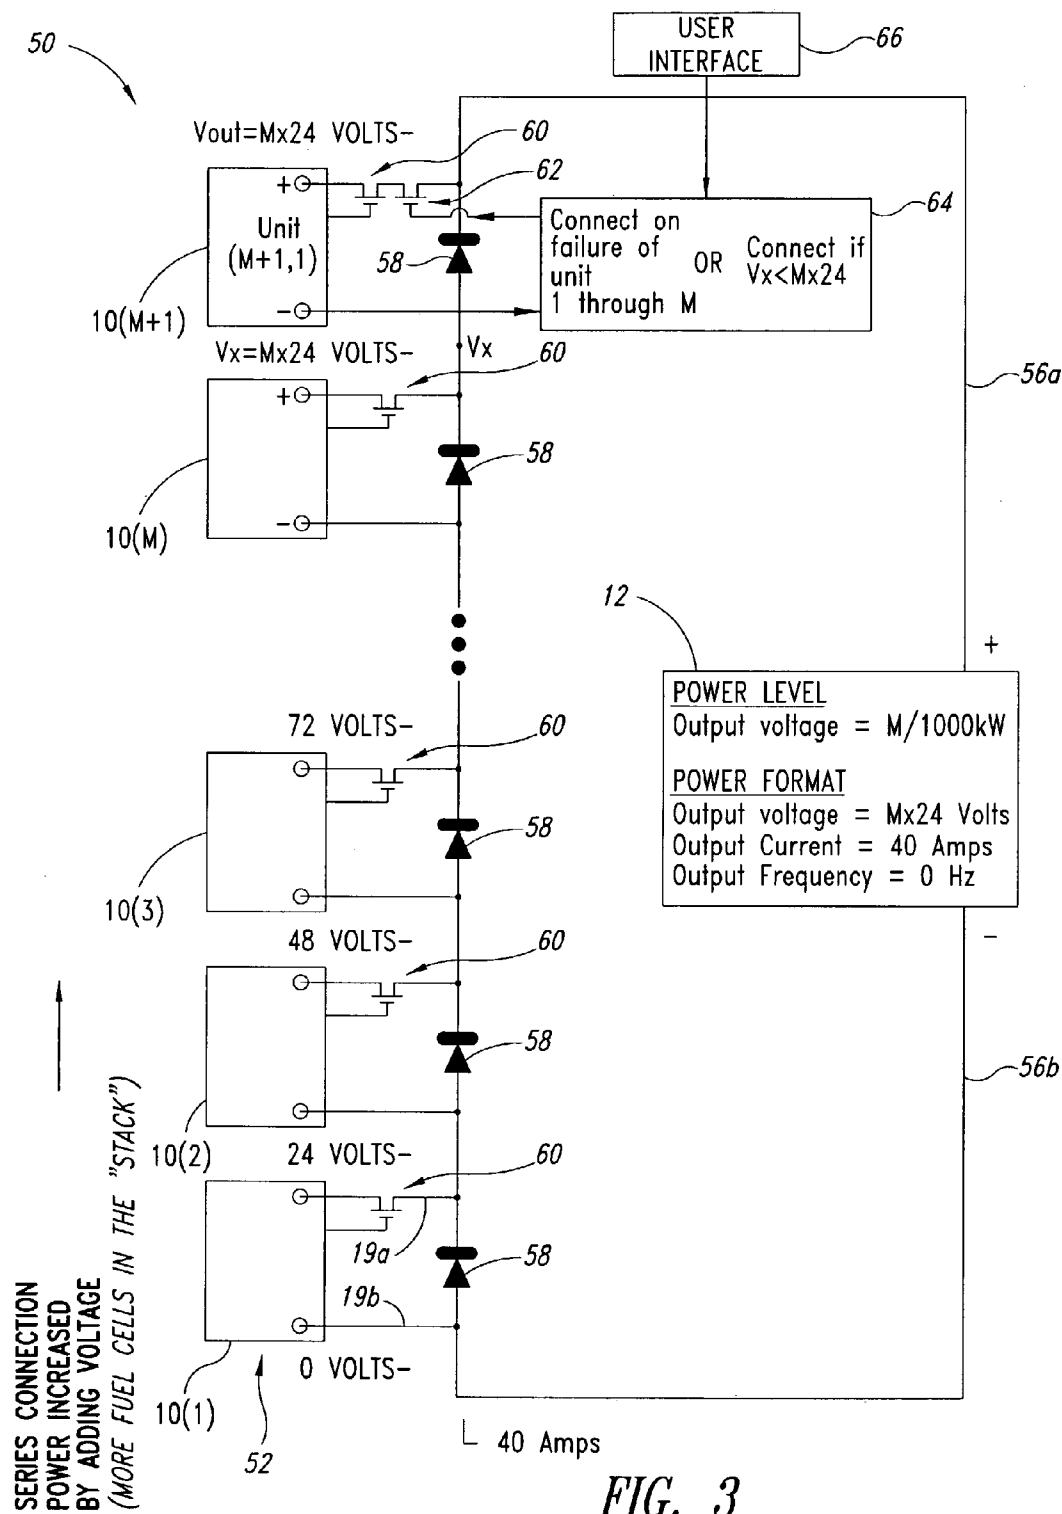 50
USER
INTERFACE
66
Vout=Mx24 VOLTS-
60
62
+
Unit
(M+1,1)
-
58
64
Connect on
failure of
unit
1 through M
OR
Connect if
Vx<Mx24
10(M+1)
Vx=Mx24 VOLTS-
60
Vx
56a
+
-
58
10(M)
12
+
POWER LEVEL
Output voltage = M/1000kW
POWER FORMAT
Output voltage = Mx24 Volts
Output Current = 40 Amps
Output Frequency = 0 Hz
-
72 VOLTS-
60
58
10(3)
48 VOLTS-
60
58
10(2)
56b
24 VOLTS-
60
19a
58
19b
0 VOLTS-
10(1)
52
SERIES CONNECTION
POWER INCREASED
BY ADDING VOLTAGE
(MORE FUEL CELLS IN THE "STACK")
40 Amps
FIG. 3